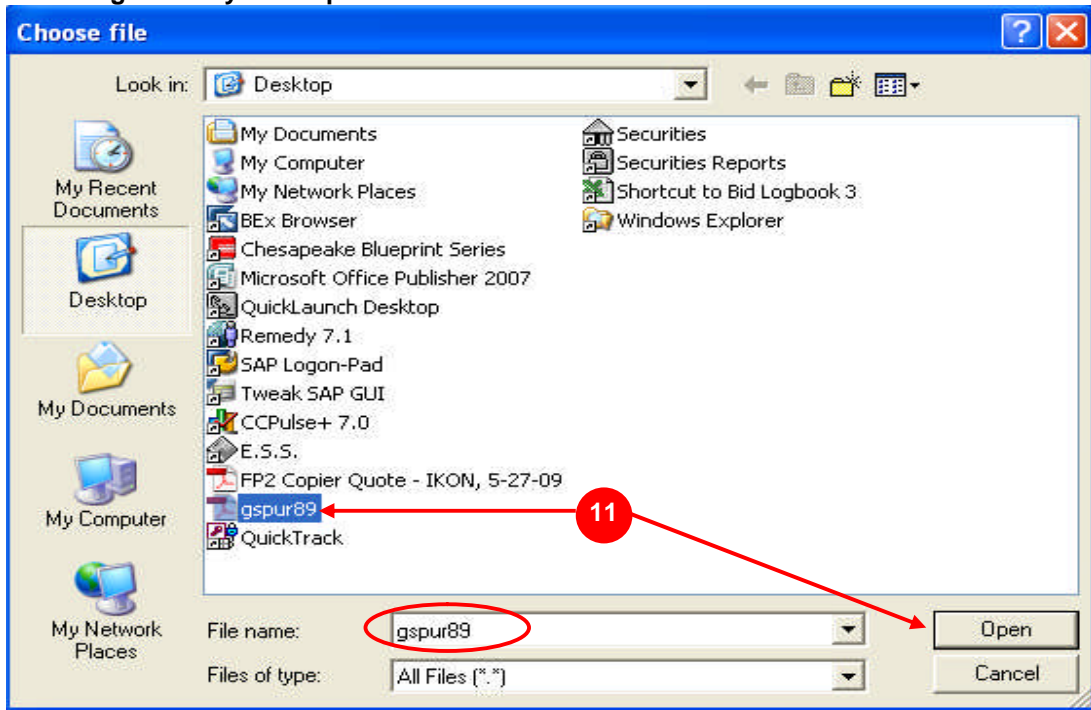 Choose file
Look in: Desktop
My Recent
Documents
Desktop
My Documents
My Computer
My Network
Places
My Documents
My Computer
My Network Places
BEx Browser
Chesapeake Blueprint Series
Microsoft Office Publisher 2007
QuickLaunch Desktop
Remedy 7.1
SAP Logon-Pad
Tweak SAP GUI
CCPulse+ 7.0
E.S.S.
FP2 Copier Quote - IKON, 5-27-09
gspur89
QuickTrack
Securities
Securities Reports
Shortcut to Bid Logbook 3
Windows Explorer
11
File name: gspur89 Open
Files of type: All Files (*.*) Cancel